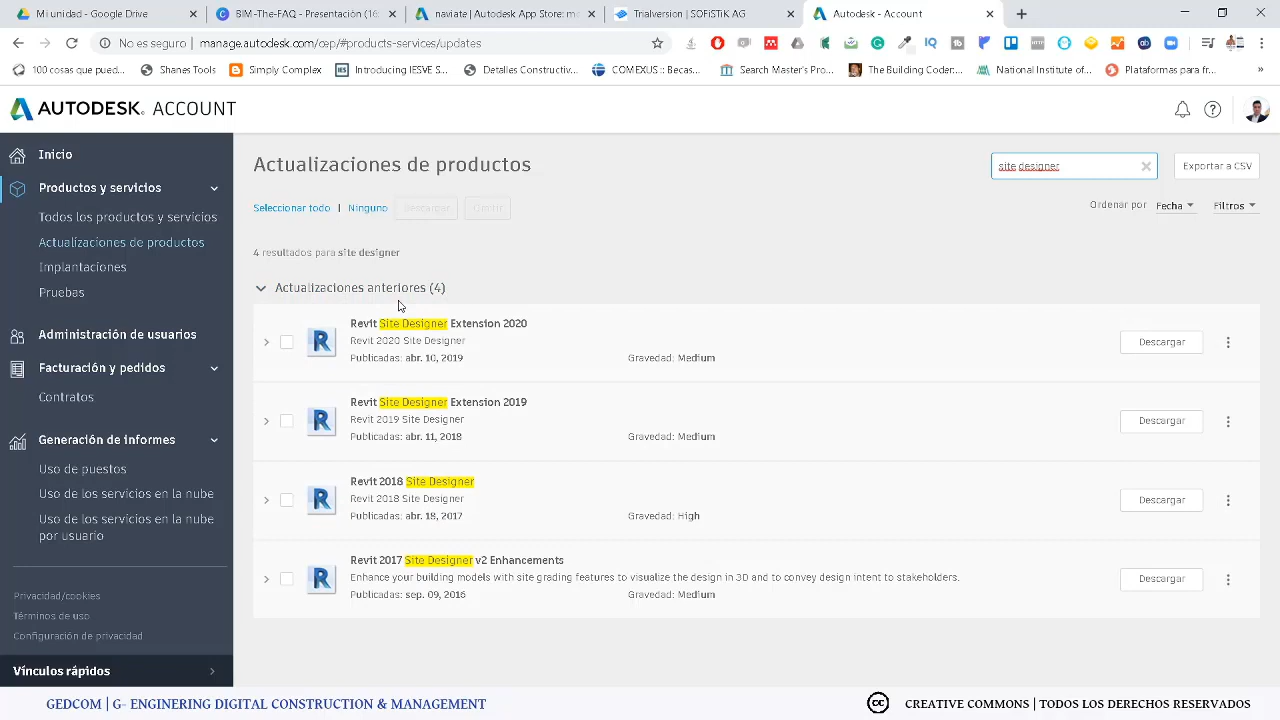 Munidad - Google Drive
BIM-The-FAQ - Presentación (16:
naviate | Autodesk App Store: mo
Trialversion | SOFiSTiK AG
Autodesk - Account
No seguro | manage.autodesk.com/cep/#products-services/updates
100 cosas que pued...
Shanes Tools
Simply Complex
Introducing IESVE S...
Detalles Constructiv...
COMEXUS :: Becas...
Search Master's Pro...
The Building Coder...
National Institute of...
Plataformas para fr...
»
AUTODESK. ACCOUNT
Inicio
Productos y servicios
Todos los productos y servicios
Actualizaciones de productos
Implantaciones
Pruebas
Administración de usuarios
Facturación y pedidos
Contratos
Generación de informes
Uso de puestos
Uso de los servicios en la nube
Uso de los servicios en la nube
por usuario
Privacidad/cookies
Términos de uso
Configuración de privacidad
Vínculos rápidos
Actualizaciones de productos
site designer
Exportar a CSV
Seleccionar todo | Ninguno
Descargar
Omitir
Ordenar por Fecha
Filtros
4 resultados para site designer
Actualizaciones anteriores (4)
Revit Site Designer Extension 2020
Revit 2020 Site Designer
Publicadas: abr. 10, 2019
Gravedad: Medium
Descargar
Revit Site Designer Extension 2019
Revit 2019 Site Designer
Publicadas: abr. 11, 2018
Gravedad: Medium
Descargar
Revit 2018 Site Designer
Revit 2018 Site Designer
Publicadas: abr. 18, 2017
Gravedad: High
Descargar
Revit 2017 Site Designer v2 Enhancements
Enhance your building models with site grading features to visualize the design in 3D and to convey design intent to stakeholders.
Publicadas: sep. 09, 2016
Gravedad: Medium
Descargar
GEDCOM | G- ENGINERING DIGITAL CONSTRUCTION & MANAGEMENT
CREATIVE COMMONS | TODOS LOS DERECHOS RESERVADOS